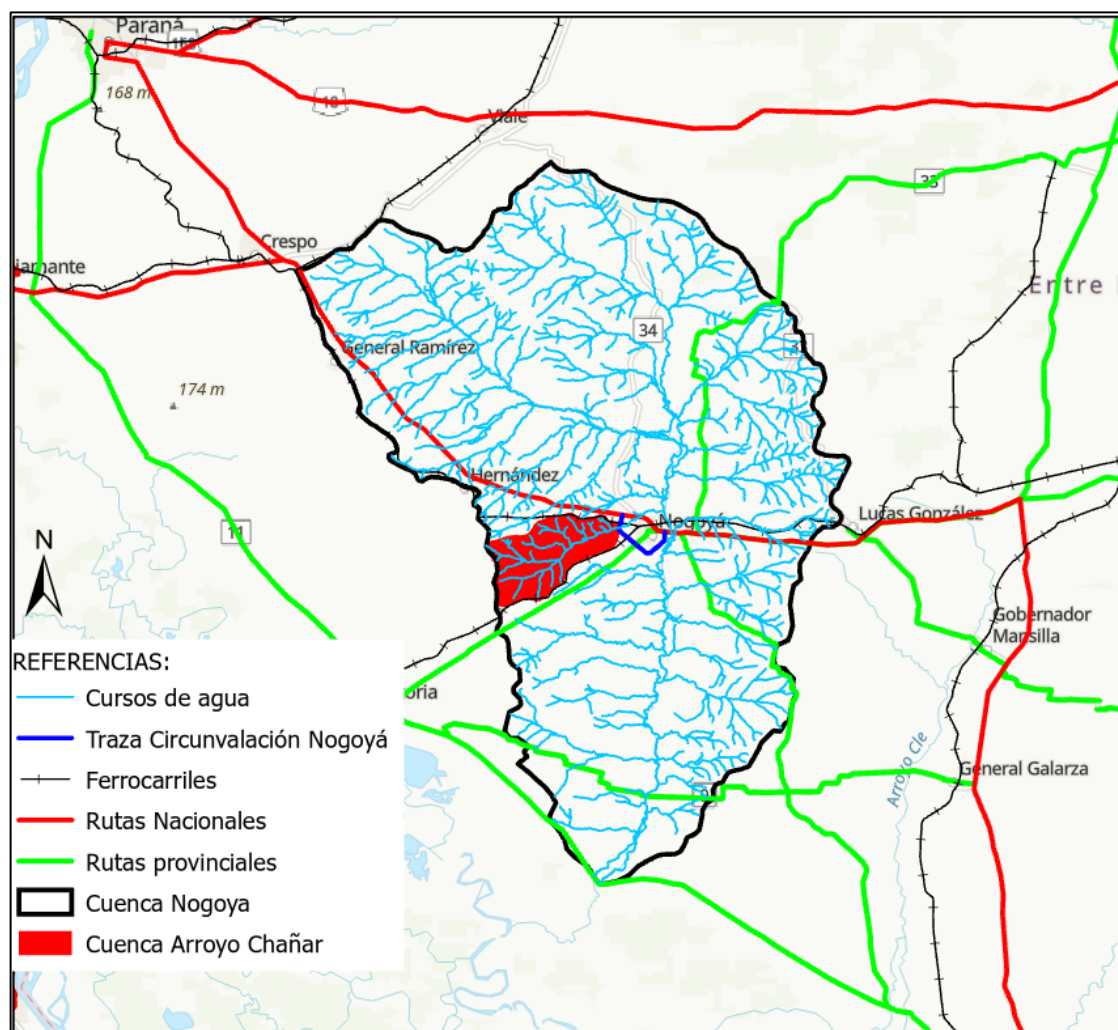 Paraná
168 m
18
Viale
33
Crespo
iamante
Entre
34
General Ramírez
174 m
Hernández
Nogoyá
Lucas González
11
N
Gobernador
Mansilla
REFERENCIAS:
oria
Cursos de agua
Traza Circunvalación Nogoyá
Arroyo Cle
General Galarza
Ferrocarriles
Rutas Nacionales
Rutas provinciales
Cuenca Nogoya
Cuenca Arroyo Chañar